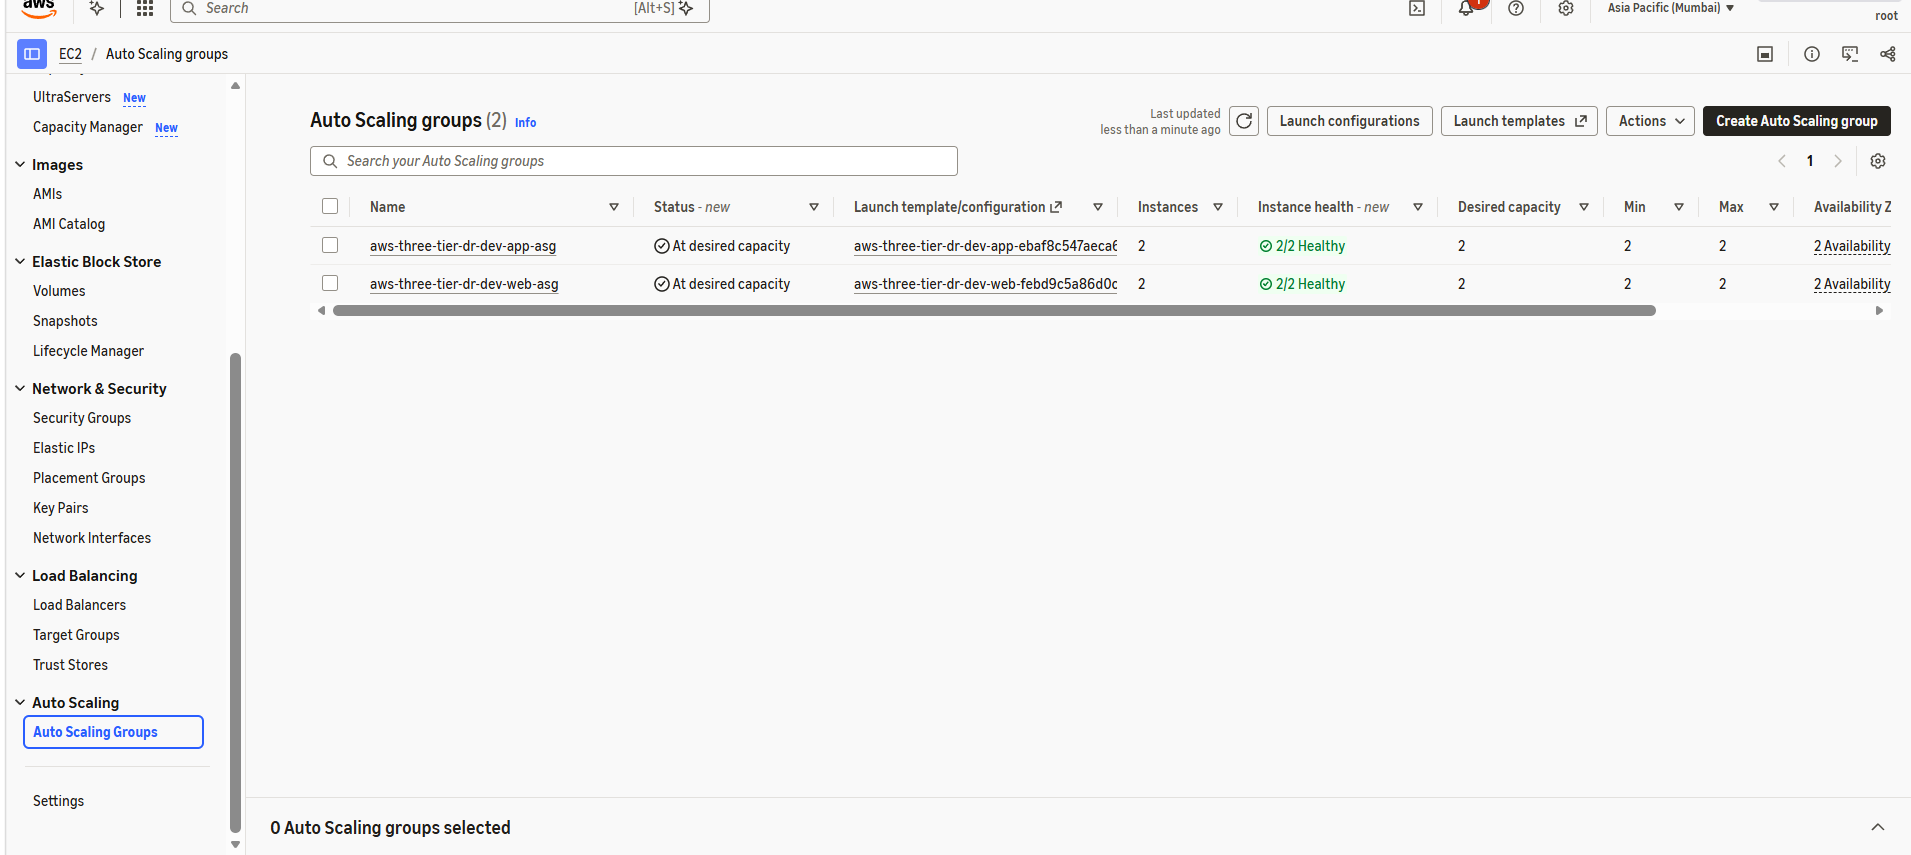 aws
Search
[Alt+S]
Asia Pacific (Mumbai)
root
EC2 / Auto Scaling groups
UltraServers New
Capacity Manager New
Images
AMIs
AMI Catalog
Elastic Block Store
Volumes
Snapshots
Lifecycle Manager
Network & Security
Security Groups
Elastic IPs
Placement Groups
Key Pairs
Network Interfaces
Load Balancing
Load Balancers
Target Groups
Trust Stores
Auto Scaling
Auto Scaling Groups
Settings
Auto Scaling groups (2) Info
Last updated
less than a minute ago
Launch configurations
Launch templates
Actions
Create Auto Scaling group
Search your Auto Scaling groups
1
Name Status - new Launch template/configuration Instances Instance health - new Desired capacity Min Max Availability Z
aws-three-tier-dr-dev-app-asg At desired capacity aws-three-tier-dr-dev-app-ebaf8c547aeca6 2 2/2 Healthy 2 2 2 2 Availability
aws-three-tier-dr-dev-web-asg At desired capacity aws-three-tier-dr-dev-web-febd9c5a86d0c 2 2/2 Healthy 2 2 2 2 Availability
0 Auto Scaling groups selected